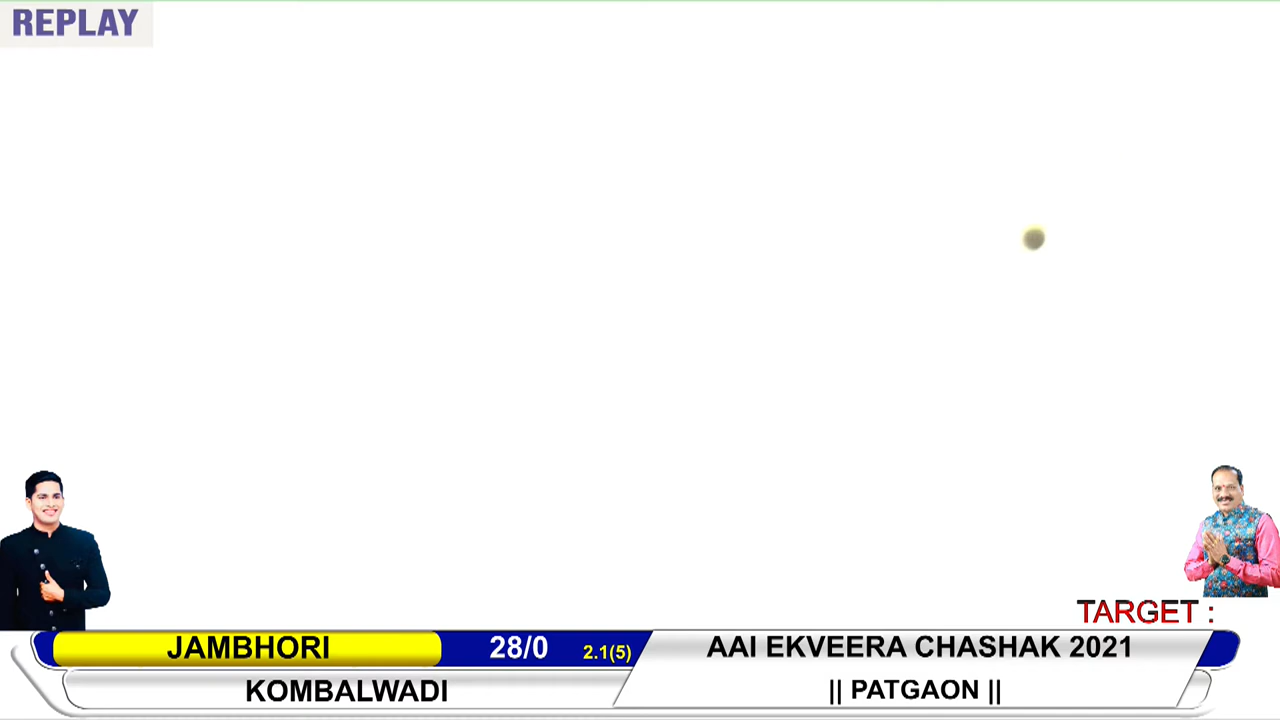 REPLAY
TARGET :
JAMBHORI 28/0 2.1(5) AAI EKVEERA CHASHAK 2021
KOMBALWADI || PATGAON ||